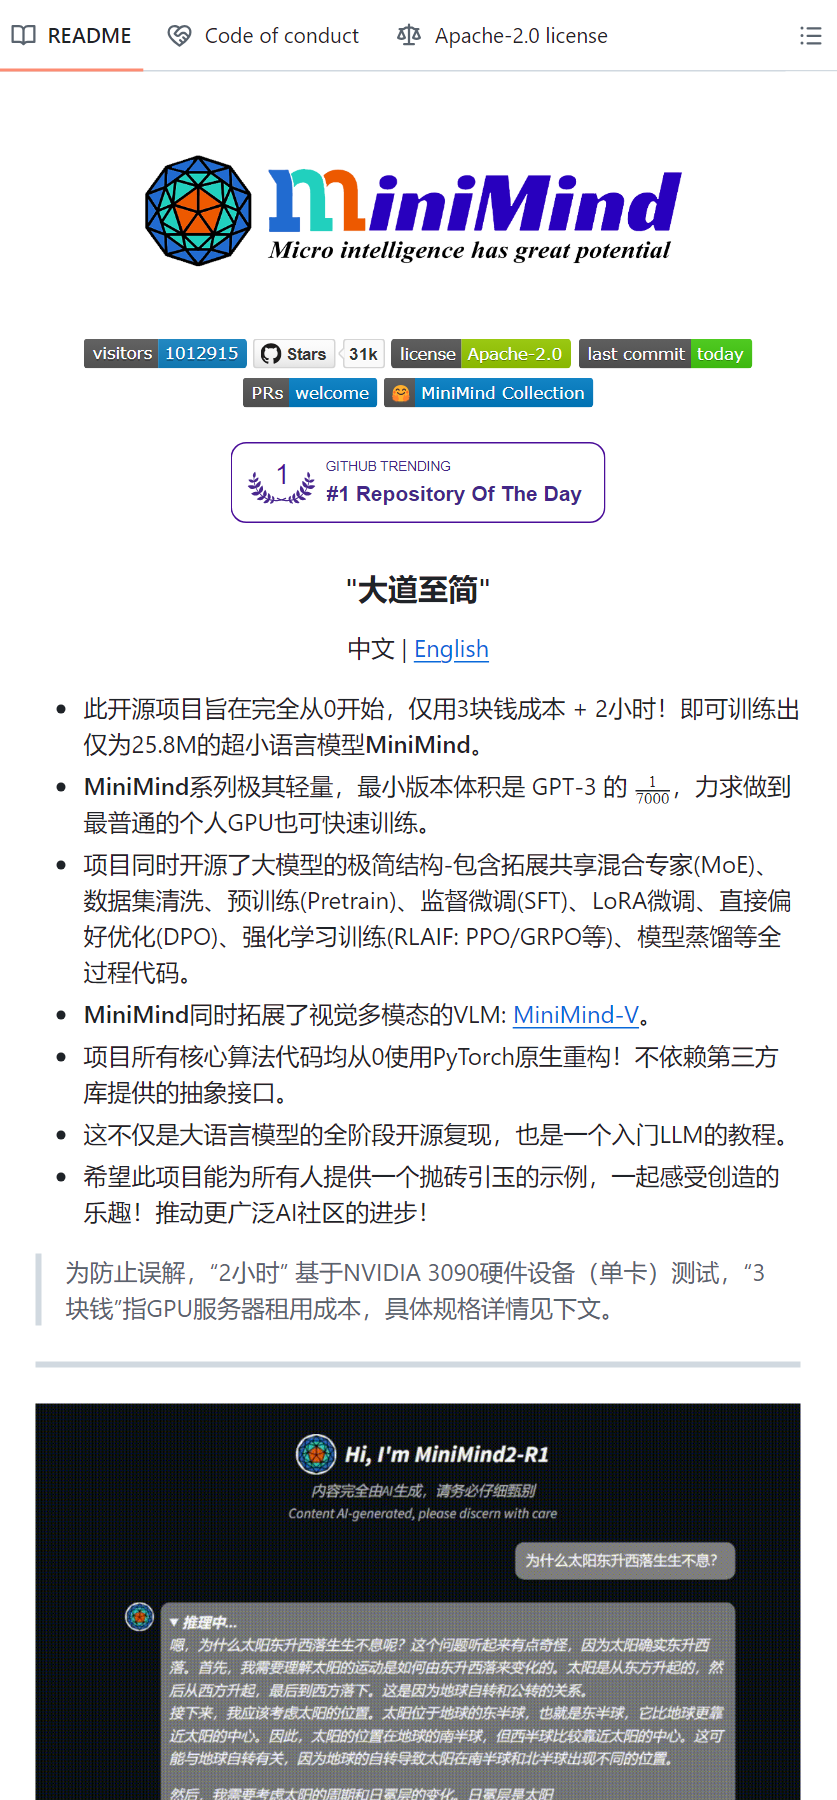 README Code of conduct Apache-2.0 license
miniMind
Micro intelligence has great potential
visitors 1012915 Stars 31k license Apache-2.0 last commit today
PRs welcome MiniMind Collection
1
GITHUB TRENDING
#1 Repository Of The Day
"大道至简"
中文 | English
此开源项目旨在完全从0开始，仅用3块钱成本 + 2小时！即可训练出
仅为25.8M的超小语言模型MiniMind。
MiniMind系列极其轻量，最小版本体积是 GPT-3 的 1/7000，力求做到
最普通的个人GPU也可快速训练。
项目同时开源了大模型的极简结构-包含拓展共享混合专家(MoE)、
数据集清洗、预训练(Pretrain)、监督微调(SFT)、LoRA微调、直接偏
好优化(DPO)、强化学习训练(RLAIF: PPO/GRPO等)、模型蒸馏等全
过程代码。
MiniMind同时拓展了视觉多模态的VLM: MiniMind-V。
项目所有核心算法代码均从0使用PyTorch原生重构！不依赖第三方
库提供的抽象接口。
这不仅是大语言模型的全阶段开源复现，也是一个入门LLM的教程。
希望此项目能为所有人提供一个抛砖引玉的示例，一起感受创造的
乐趣！推动更广泛AI社区的进步！
为防止误解，“2小时” 基于NVIDIA 3090硬件设备（单卡）测试，“3
块钱”指GPU服务器租用成本，具体规格详情见下文。
Hi, I'm MiniMind2-R1
内容完全由AI生成，请务必仔细甄别
Content AI-generated, please discern with care
为什么太阳东升西落生生不息？
▼ 推理中...
嗯，为什么太阳东升西落生生不息呢？这个问题听起来有点奇怪，因为太阳确实东升西
落。首先，我需要理解太阳的运动是如何由东升西落来变化的。太阳是从东方升起的，然
后从西方升起，最后到西方落下。这是因为地球自转和公转的关系。
接下来，我应该考虑太阳的位置。太阳位于地球的东半球，也就是东半球，它比地球更靠
近太阳的中心。因此，太阳的位置在地球的南半球，但西半球比较靠近太阳的中心。这可
能与地球自转有关，因为地球的自转导致太阳在南半球和北半球出现不同的位置。
然后，我需要考虑太阳的周期和日冕层的变化。日冕层是太阳